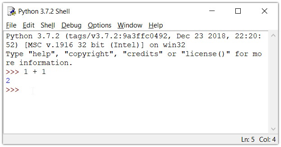 Python 3.7.2 Shell
File Edit Shell Debug Options Window Help
Python 3.7.2 (tags/v3.7.2:9a3ffc0492, Dec 23 2018, 22:20:
52) [MSC v.1916 32 bit (Intel)] on win32
Type "help", "copyright", "credits" or "license()" for mo
re information.
>>> 1 + 1
2
>>>
Ln: 5 Col: 4